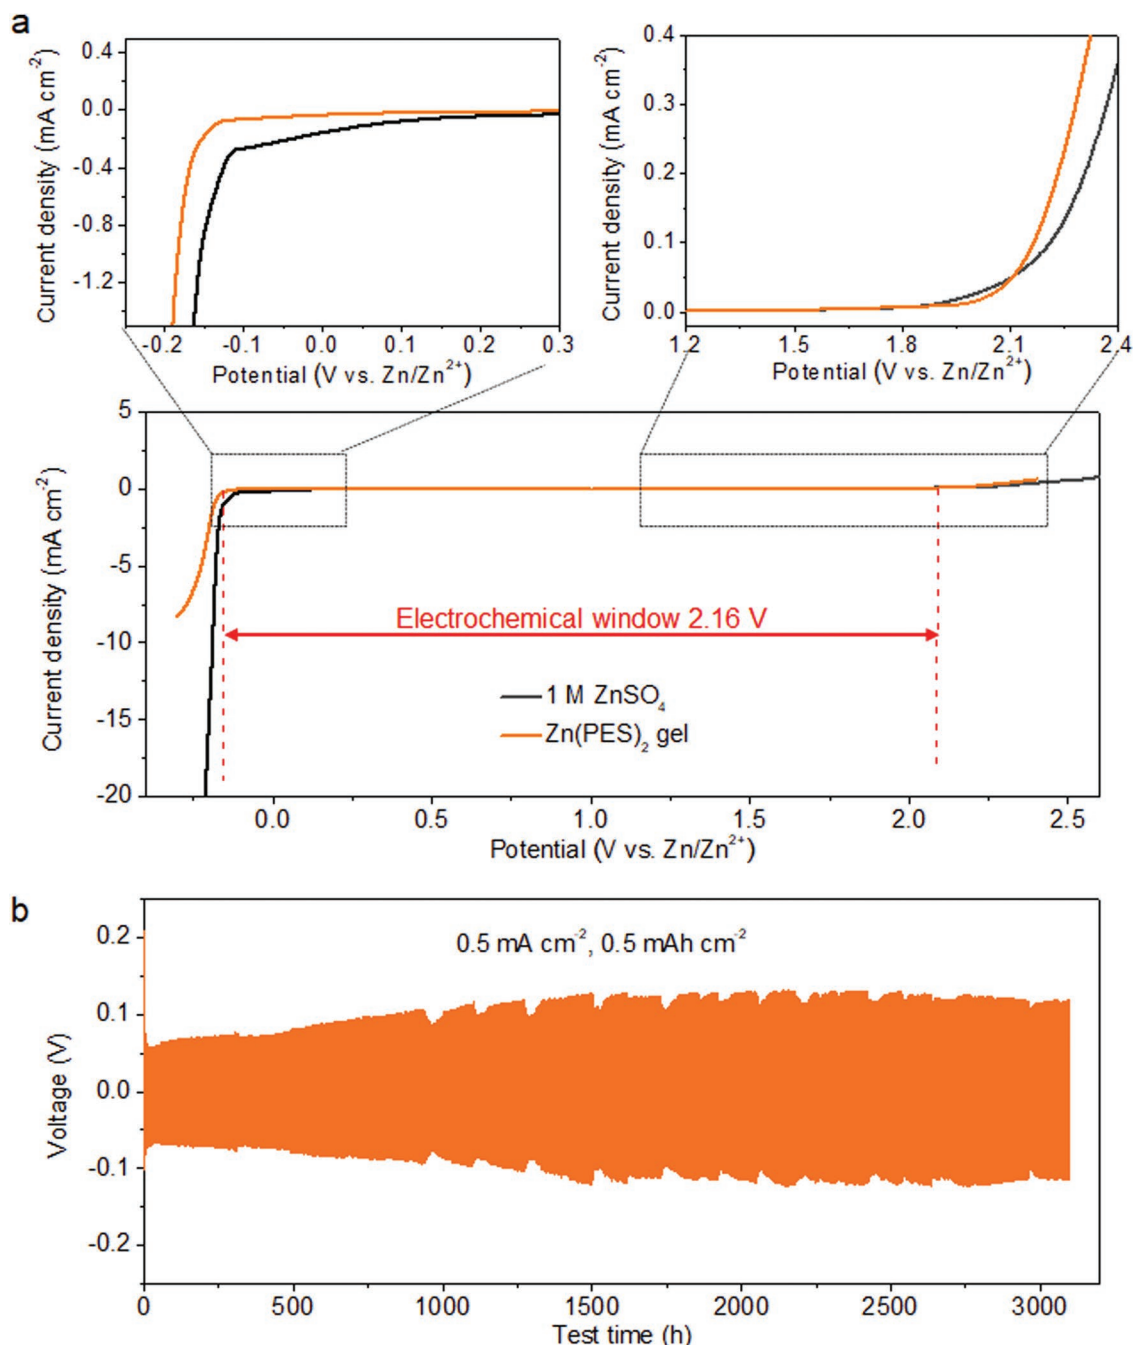 a
Current density (mA cm⁻²)
0.4
0.0
-0.4
-0.8
-1.2
-0.2 -0.1 0.0 0.1 0.2 0.3
Potential (V vs. Zn/Zn²⁺)
Current density (mA cm⁻²)
0.4
0.3
0.2
0.1
0.0
1.2 1.5 1.8 2.1 2.4
Potential (V vs. Zn/Zn²⁺)
Current density (mA cm⁻²)
5
0
-5
-10
-15
-20
Electrochemical window 2.16 V
1 M ZnSO₄
Zn(PES)₂ gel
0.0 0.5 1.0 1.5 2.0 2.5
Potential (V vs. Zn/Zn²⁺)
b
Voltage (V)
0.2
0.1
0.0
-0.1
-0.2
0.5 mA cm⁻², 0.5 mAh cm⁻²
0 500 1000 1500 2000 2500 3000
Test time (h)